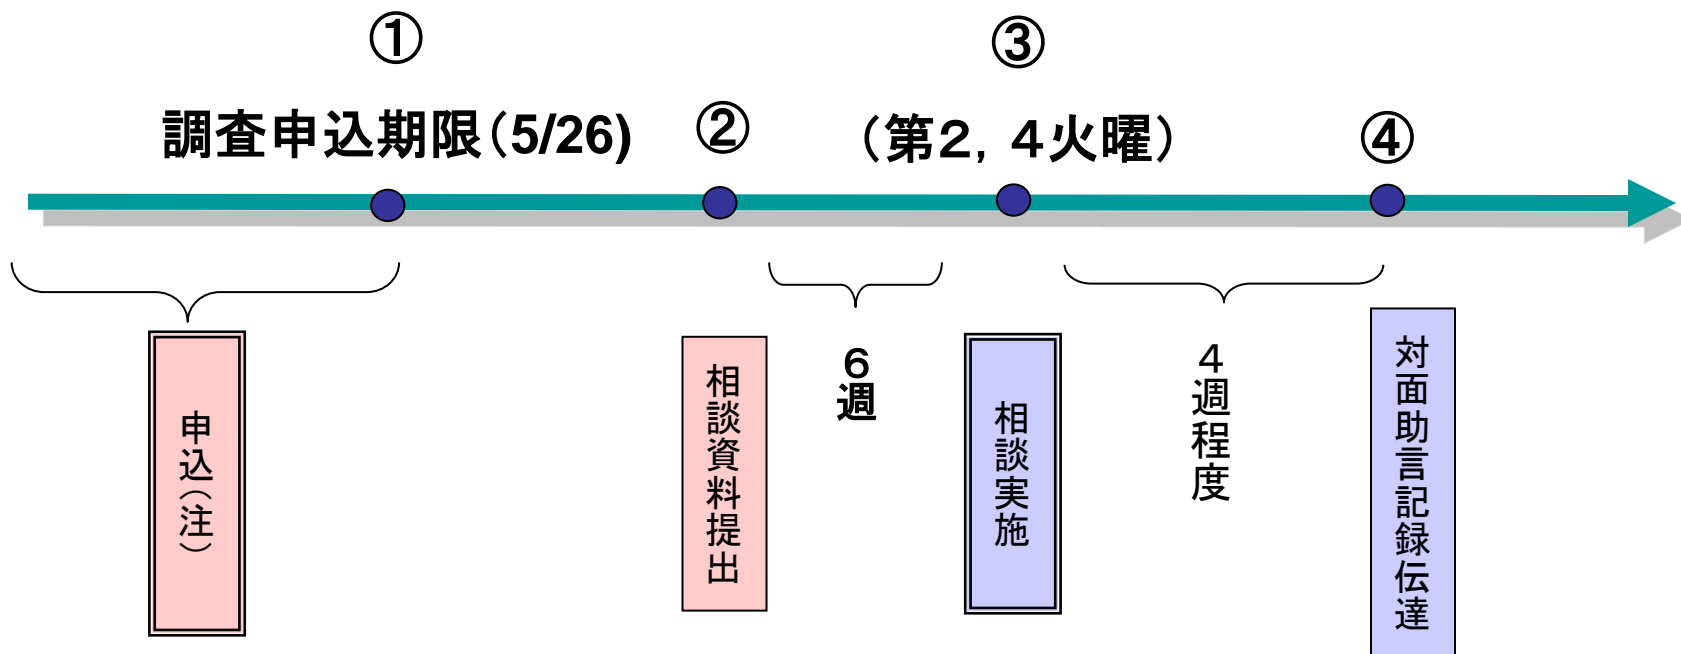 ①
調査申込期限（5/26)
②
③
（第２，４火曜）
④
申込（注）
相談資料提出
６週
相談実施
４週程度
対面助言記録伝達